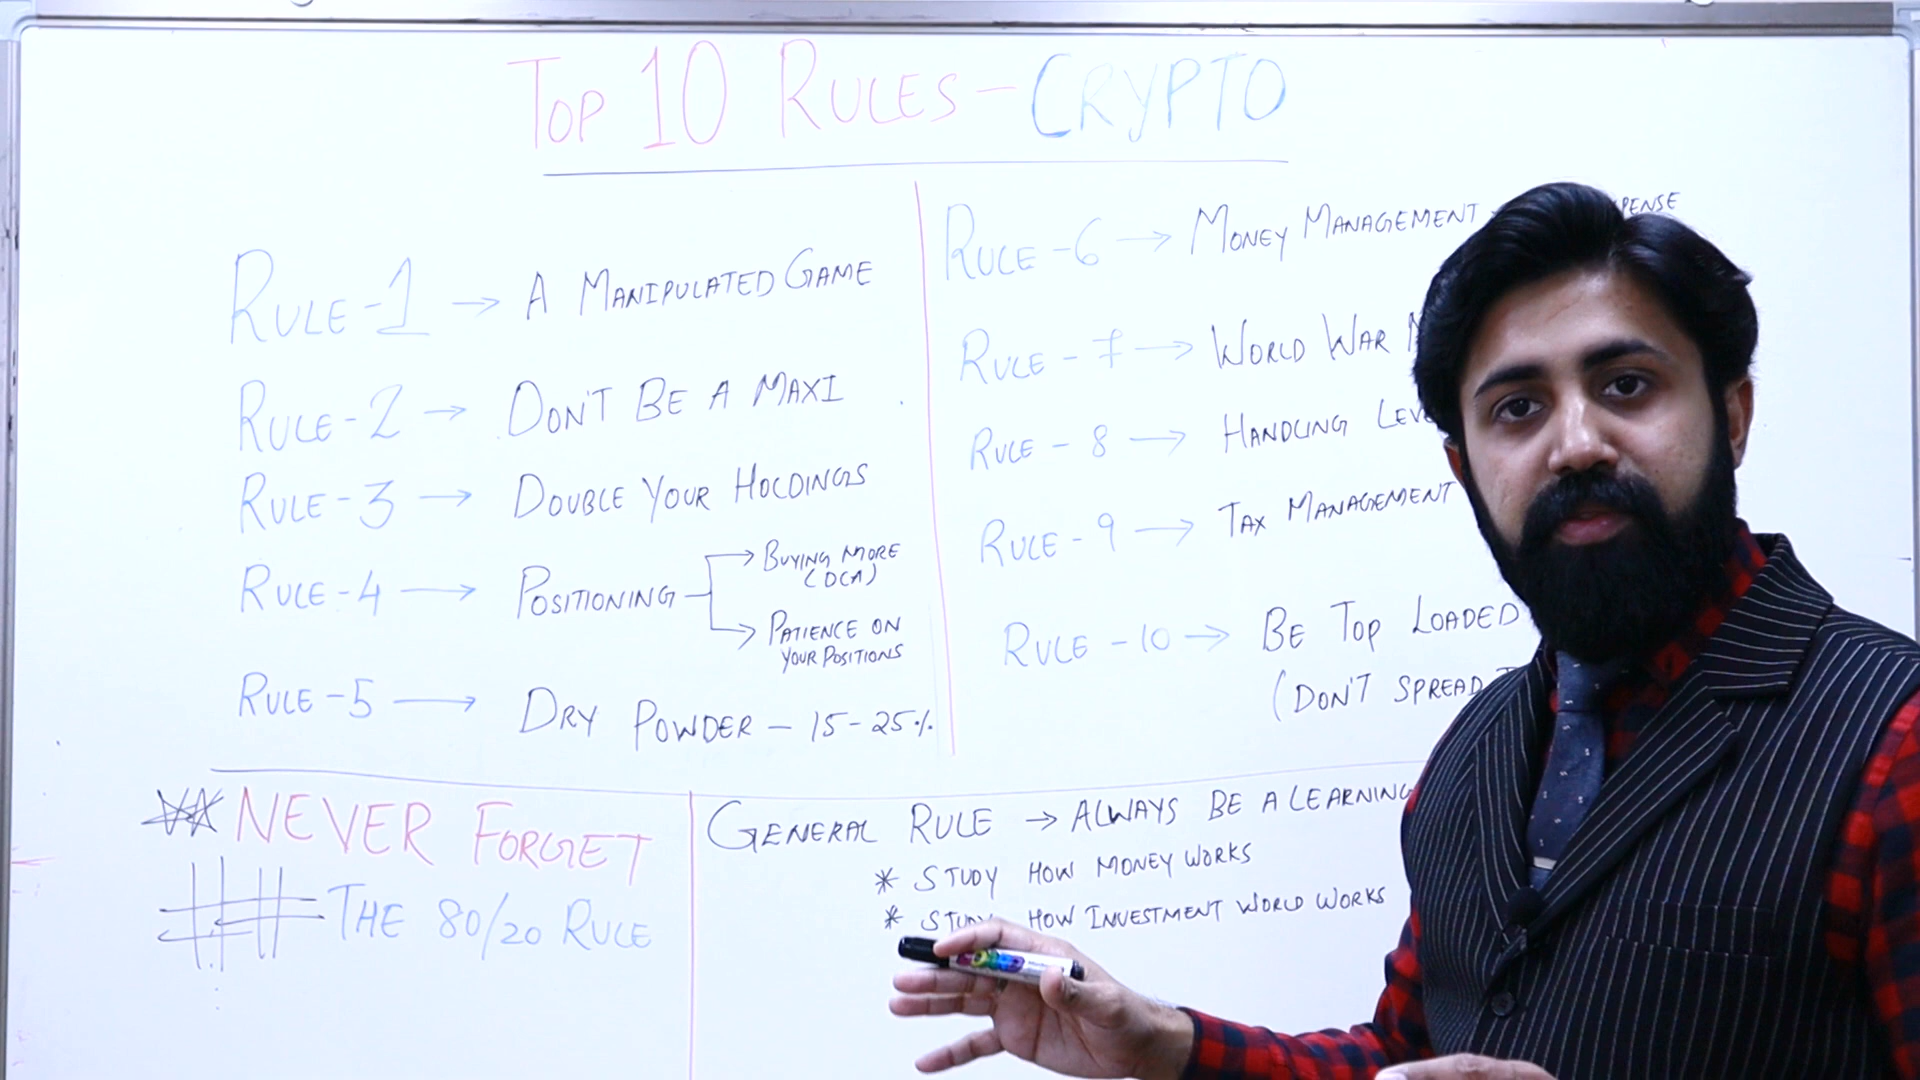 TOP 10 RULES - CRYPTO
RULE-1 → A MANIPULATED GAME
RULE-2 → DON'T BE A MAXI
RULE-3 → DOUBLE YOUR HOLDINGS
RULE-4 → POSITIONING
BUYING MORE
(DCA)
PATIENCE ON
YOUR POSITIONS
RULE-5 → DRY POWDER - 15-25%
RULE-6 → MONEY MANAGEMENT
RULE-7 → WORLD WAR
RULE-8 → HANDLING
RULE-9 → TAX MANAGEMENT
RULE-10 → BE TOP LOADED
(DON'T SPREAD
NEVER FORGET
THE 80/20 RULE
GENERAL RULE → ALWAYS BE A LEARNING
* STUDY HOW MONEY WORKS
* STUDY HOW INVESTMENT WORLD WORKS